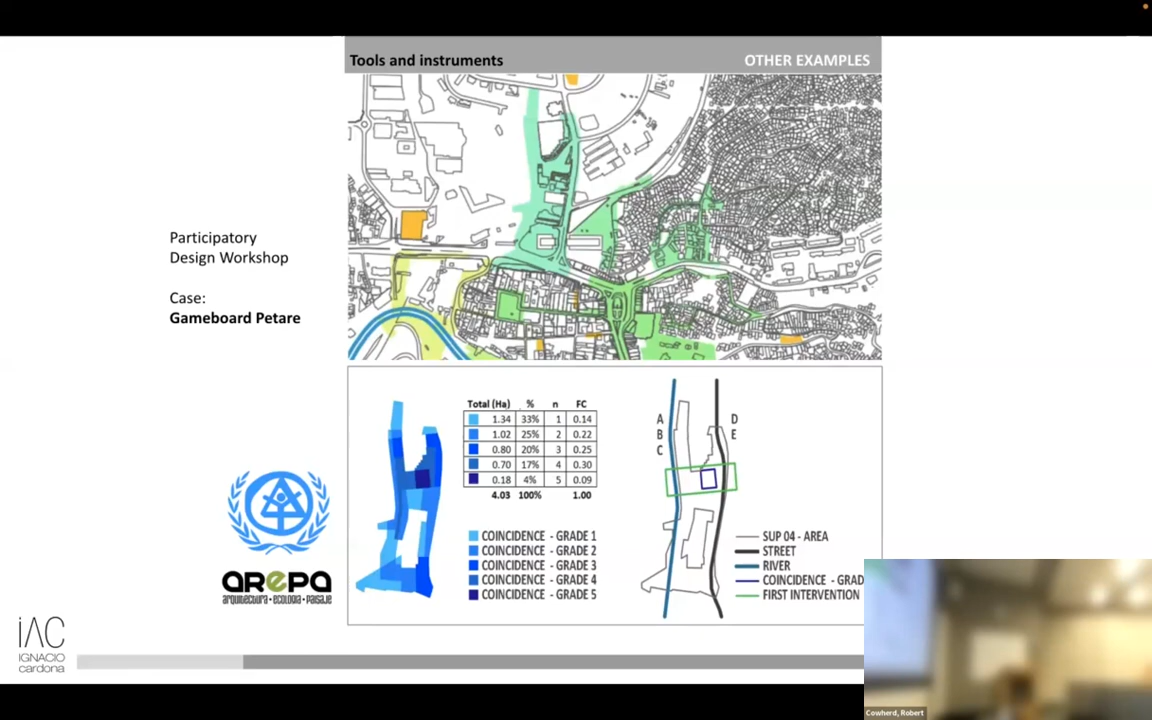 Tools and instruments
OTHER EXAMPLES
Participatory
Design Workshop
Case:
Gameboard Petare
Total (Ha) % n FC
1.34 33% 1 0.14
1.02 25% 2 0.22
0.80 20% 3 0.25
0.70 17% 4 0.30
0.18 4% 5 0.09
4.03 100% 1.00
COINCIDENCE - GRADE 1
COINCIDENCE - GRADE 2
COINCIDENCE - GRADE 3
COINCIDENCE - GRADE 4
COINCIDENCE - GRADE 5
A
B
C
D
E
SUP 04 - AREA
STREET
RIVER
COINCIDENCE - GRAD
FIRST INTERVENTION
AREPA
arquitectura • ecología • paisaje
iAC
IGNACIO
cardona
Cowherd, Robert